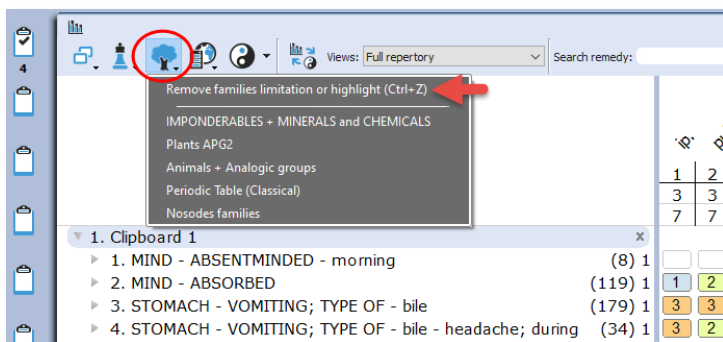 4
Views: Full repertory
Search remedy:
Remove families limitation or highlight (Ctrl+Z)
IMPONDERABLES + MINERALS and CHEMICALS
Plants APG2
Animals + Analogic groups
Periodic Table (Classical)
Nosodes families
ip.
1 2
3 3
7 7
1. Clipboard 1 x
1. MIND - ABSENTMINDED - morning (8) 1
2. MIND - ABSORBED (119) 1 1 2
3. STOMACH - VOMITING; TYPE OF - bile (179) 1 3 3
4. STOMACH - VOMITING; TYPE OF - bile - headache; during (34) 1 3 2